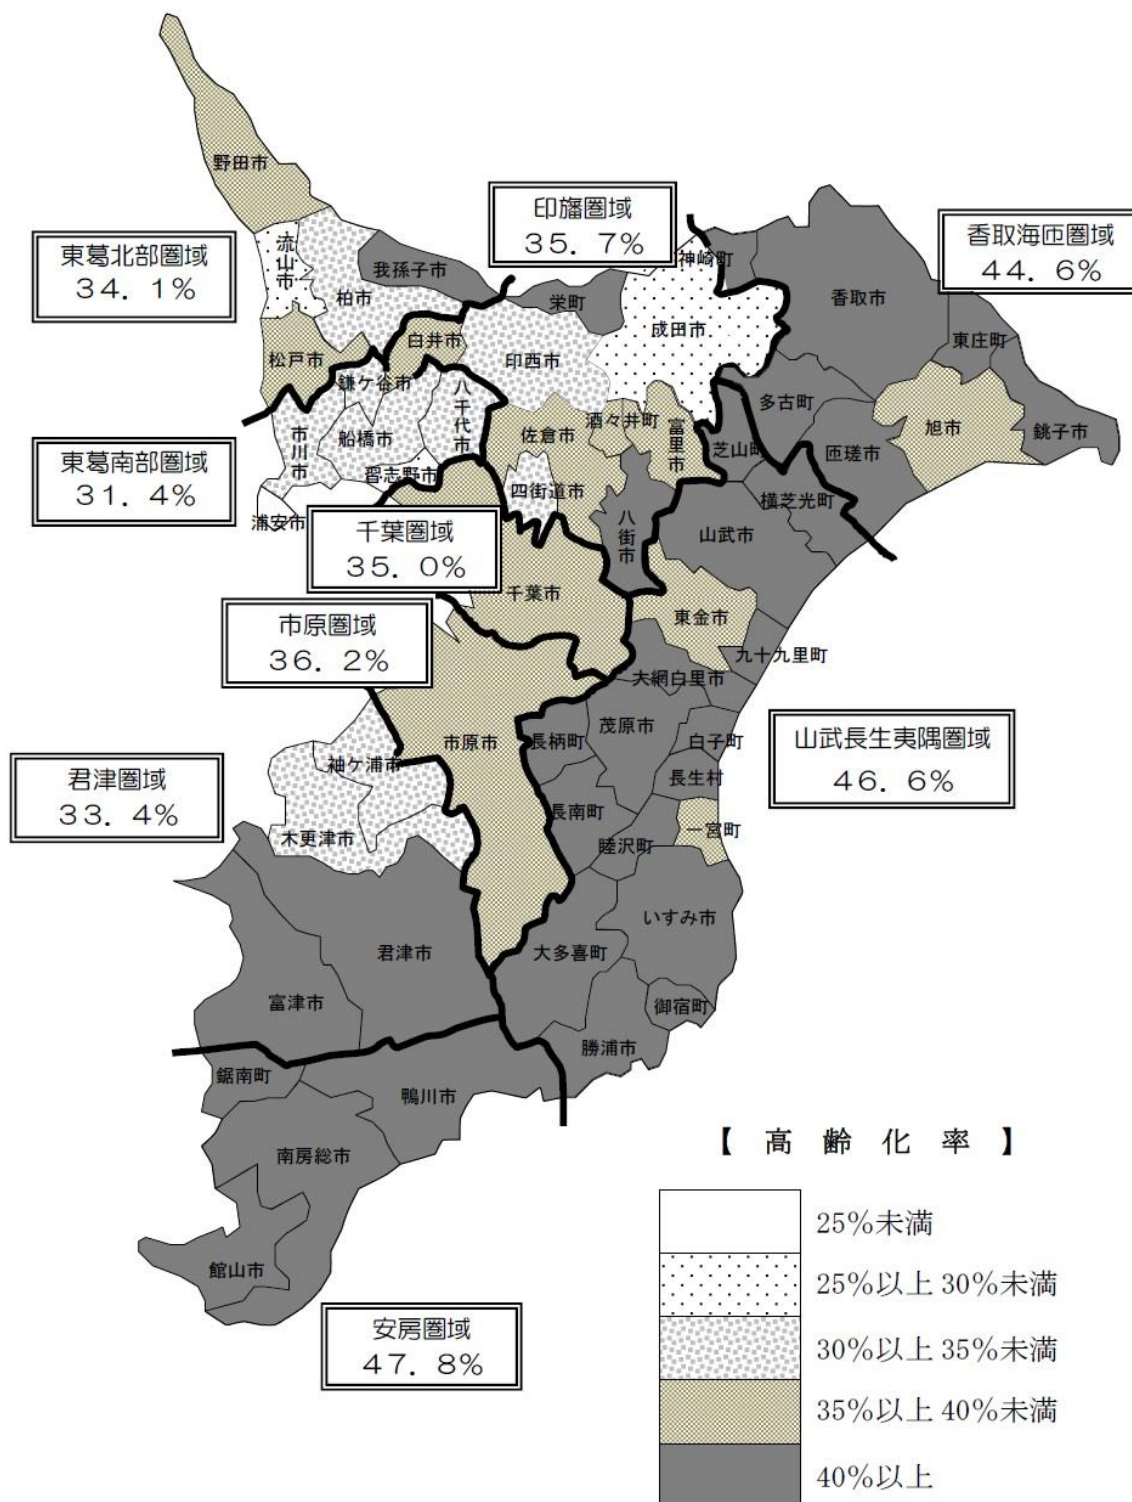 野田市
印旛圏域
35.7%
香取海匝圏域
44.6%
東葛北部圏域
34.1%
流山市
柏市
我孫子市
栄町
神崎町
成田市
香取市
東庄町
松戸市
白井市
印西市
鎌ケ谷市
八千代市
船橋市
市川市
習志野市
浦安市
佐倉市
酒々井町
富里市
四街道市
八街市
芝山町
多古町
匝瑳市
旭市
銚子市
横芝光町
山武市
東葛南部圏域
31.4%
千葉圏域
35.0%
千葉市
東金市
九十九里町
大網白里市
市原圏域
36.2%
市原市
長柄町
茂原市
白子町
長生村
山武長生夷隅圏域
46.6%
君津圏域
33.4%
袖ケ浦市
木更津市
長南町
睦沢町
一宮町
いすみ市
大多喜町
御宿町
勝浦市
君津市
富津市
鋸南町
鴨川市
南房総市
館山市
安房圏域
47.8%
【高齢化率】
25%未満
25%以上30%未満
30%以上35%未満
35%以上40%未満
40%以上